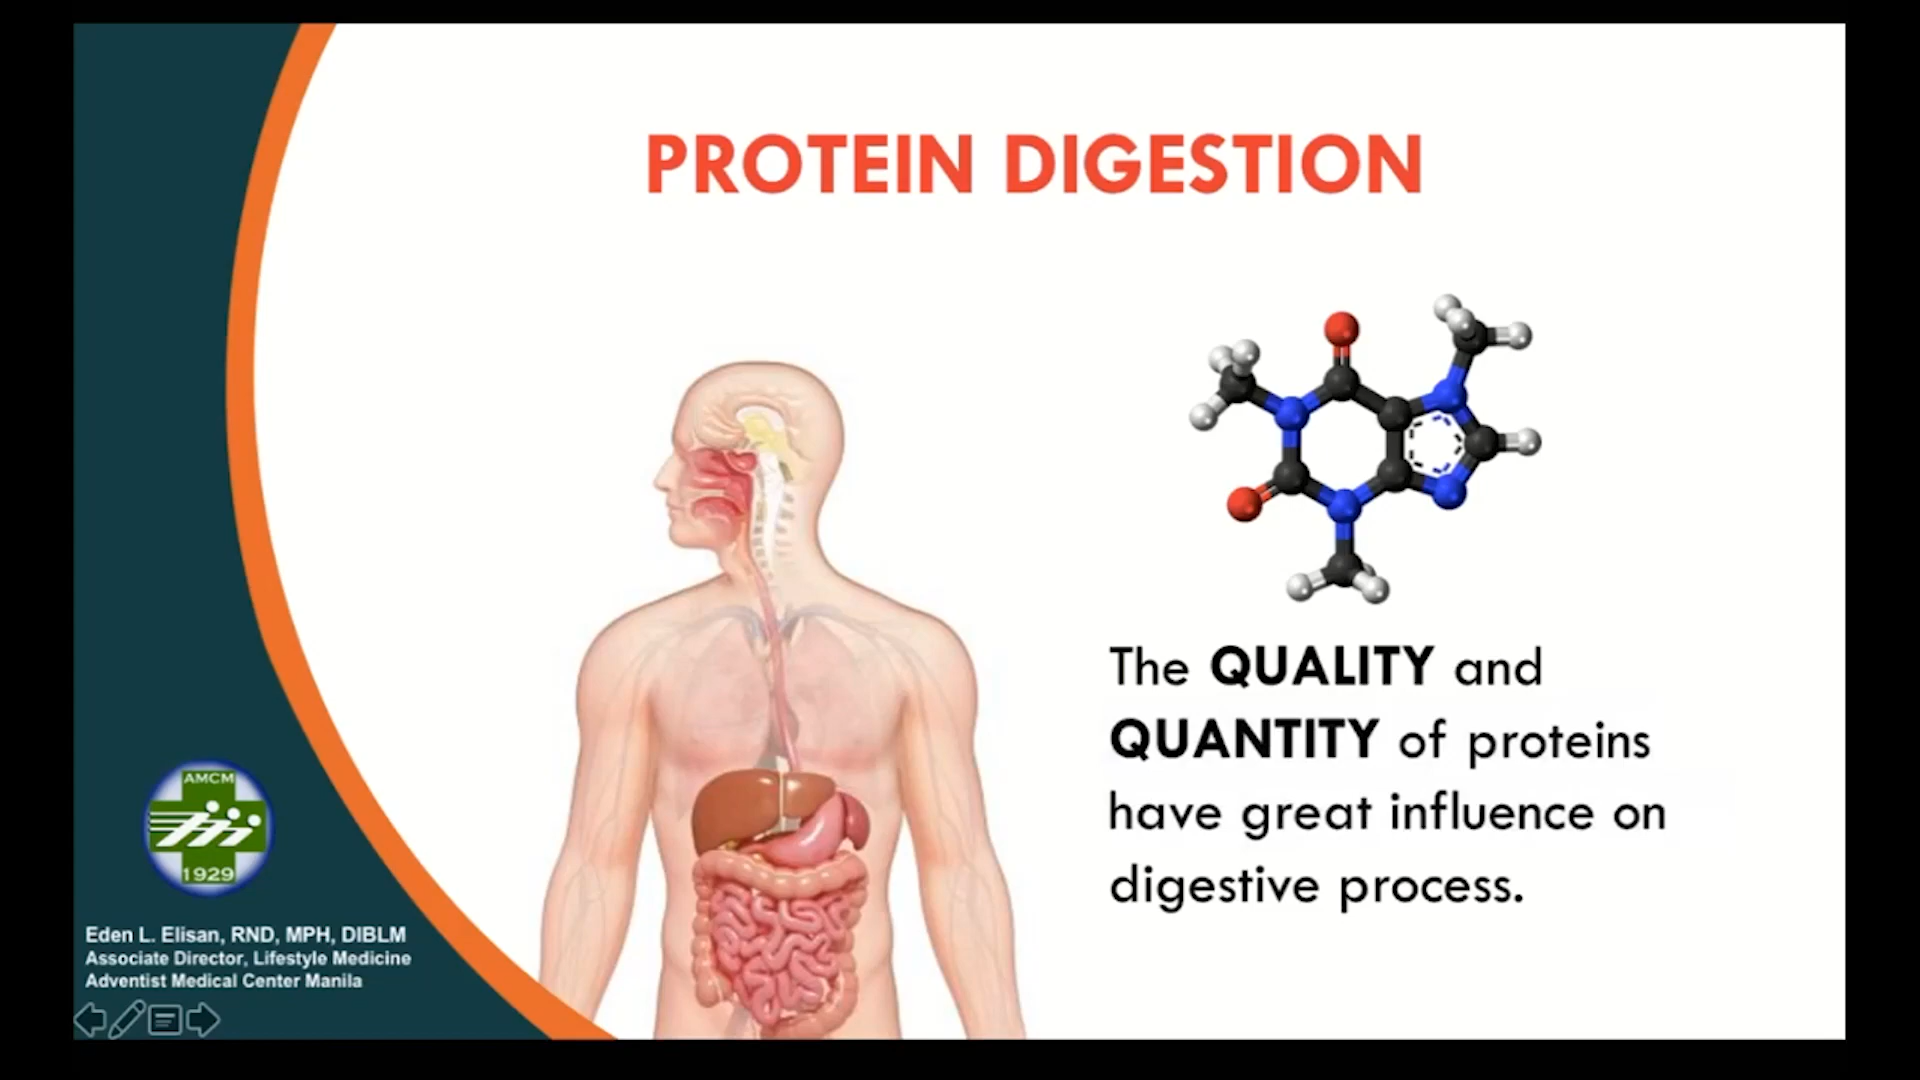 PROTEIN DIGESTION
The QUALITY and
QUANTITY of proteins
have great influence on
digestive process.
AMCM
1929
Eden L. Elisan, RND, MPH, DIBLM
Associate Director, Lifestyle Medicine
Adventist Medical Center Manila